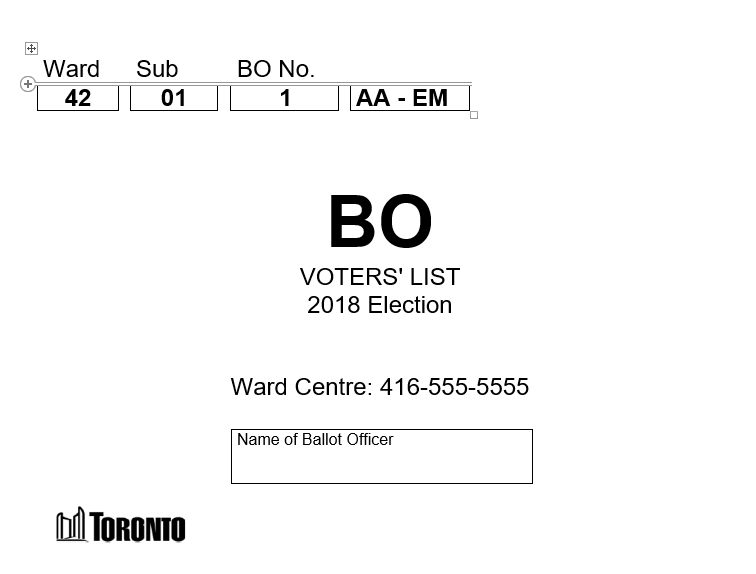 Ward Sub BO No.
42 01 1 AA - EM
BO
VOTERS' LIST
2018 Election
Ward Centre: 416-555-5555
Name of Ballot Officer
TORONTO